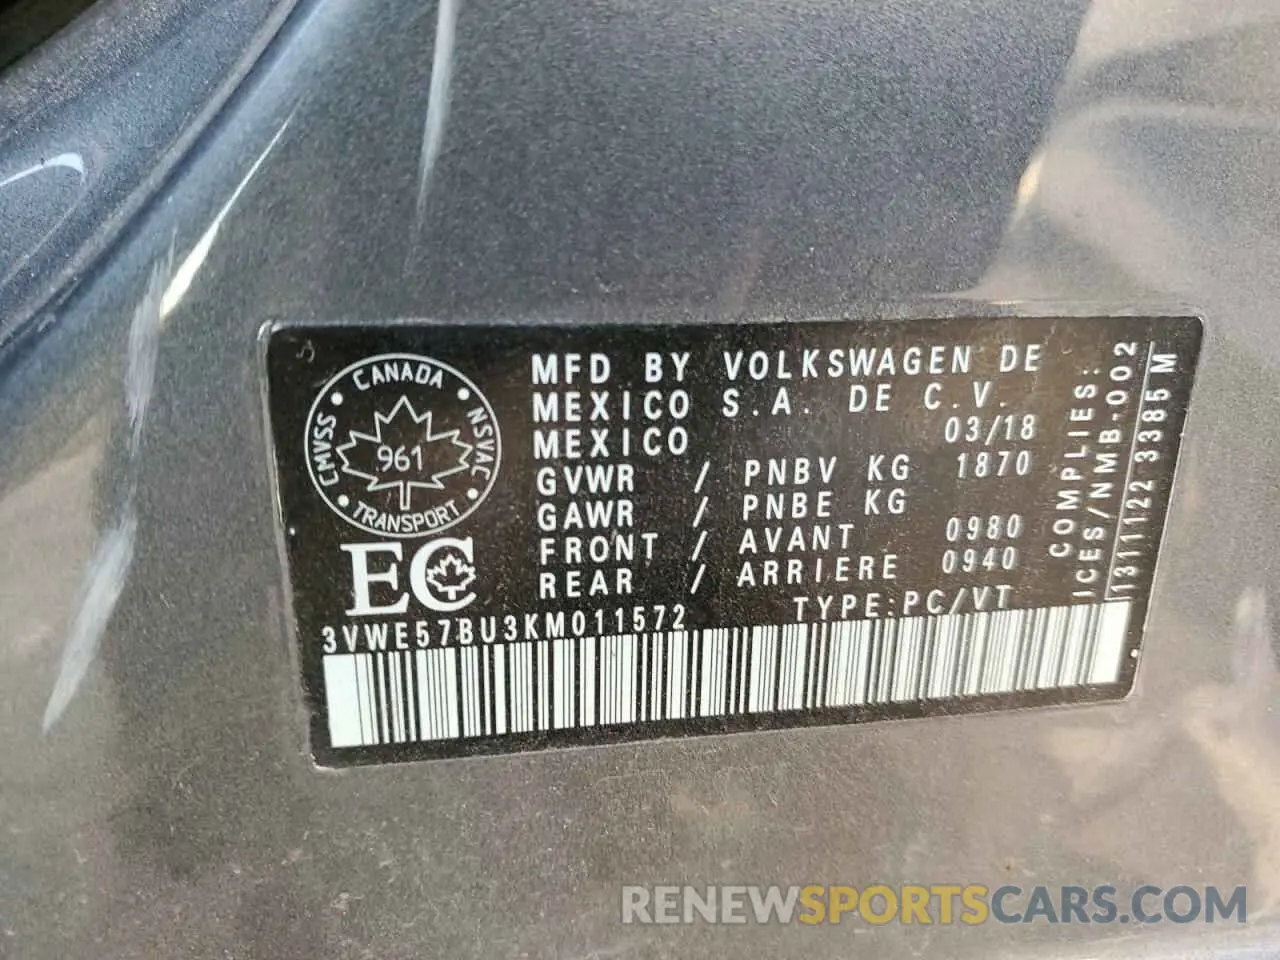 CANADA
CMVSS
NSVAC
961
TRANSPORT
EC
MFD BY VOLKSWAGEN DE
MEXICO S.A. DE C.V.
MEXICO 03/18
GVWR / PNBV KG 1870
GAWR / PNBE KG
FRONT / AVANT 0980
REAR / ARRIERE 0940
TYPE:PC/VT
3VWE57BU3KM011572
COMPLIES:
ICES/NMB-002
1311122 3385 M
RENEWSPORTSCARS.COM